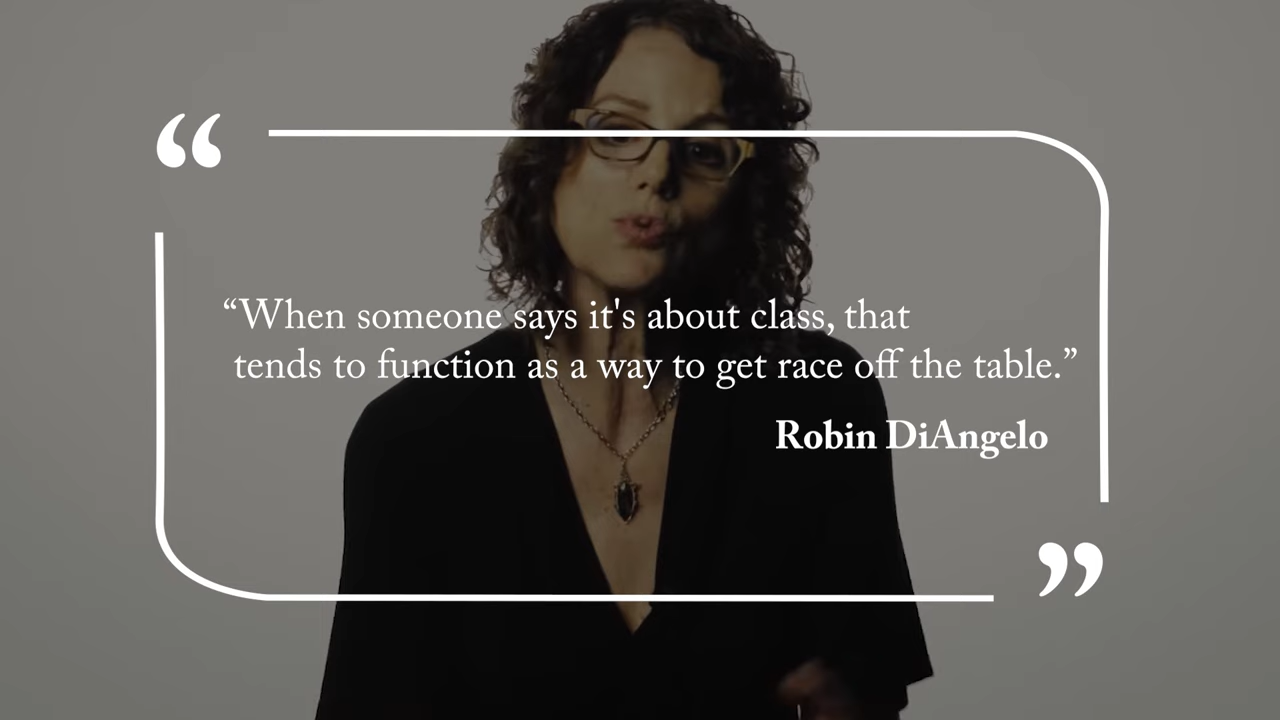 “When someone says it's about class, that
tends to function as a way to get race off the table.”
Robin DiAngelo